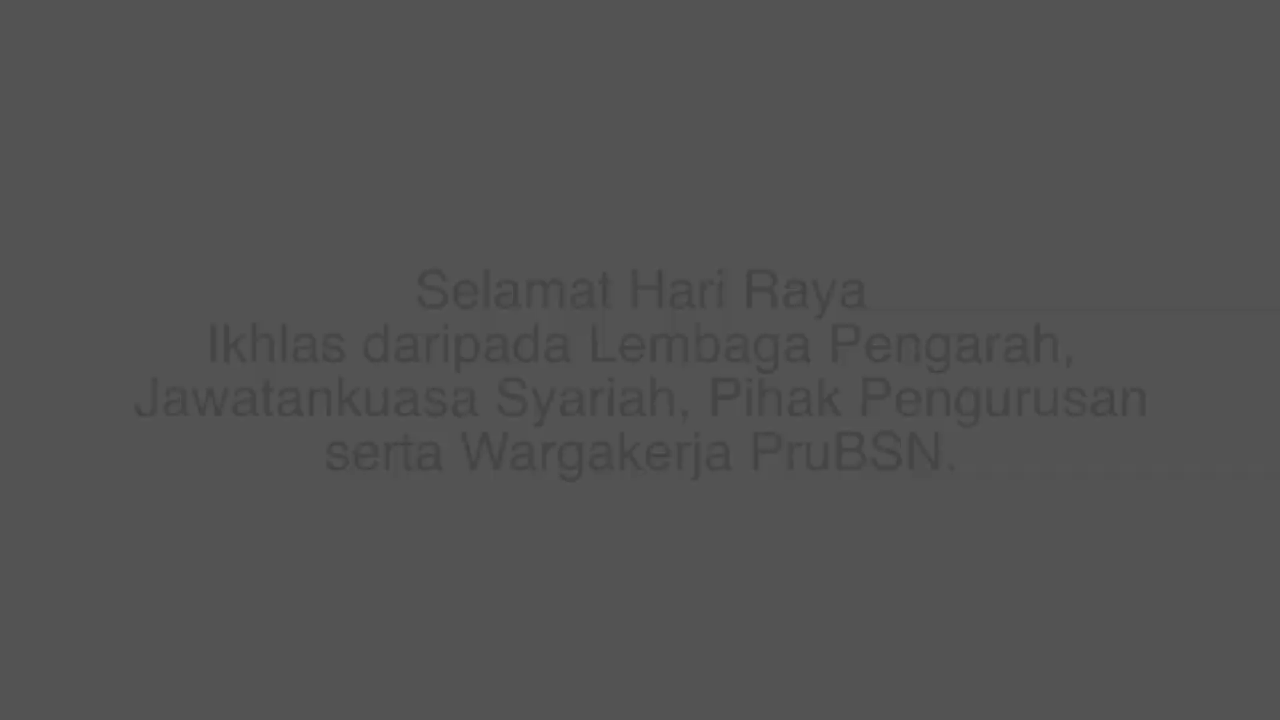 Selamat Hari Raya
Ikhlas daripada Lembaga Pengarah,
Jawatankuasa Syariah, Pihak Pengurusan
serta Wargakerja PruBSN.